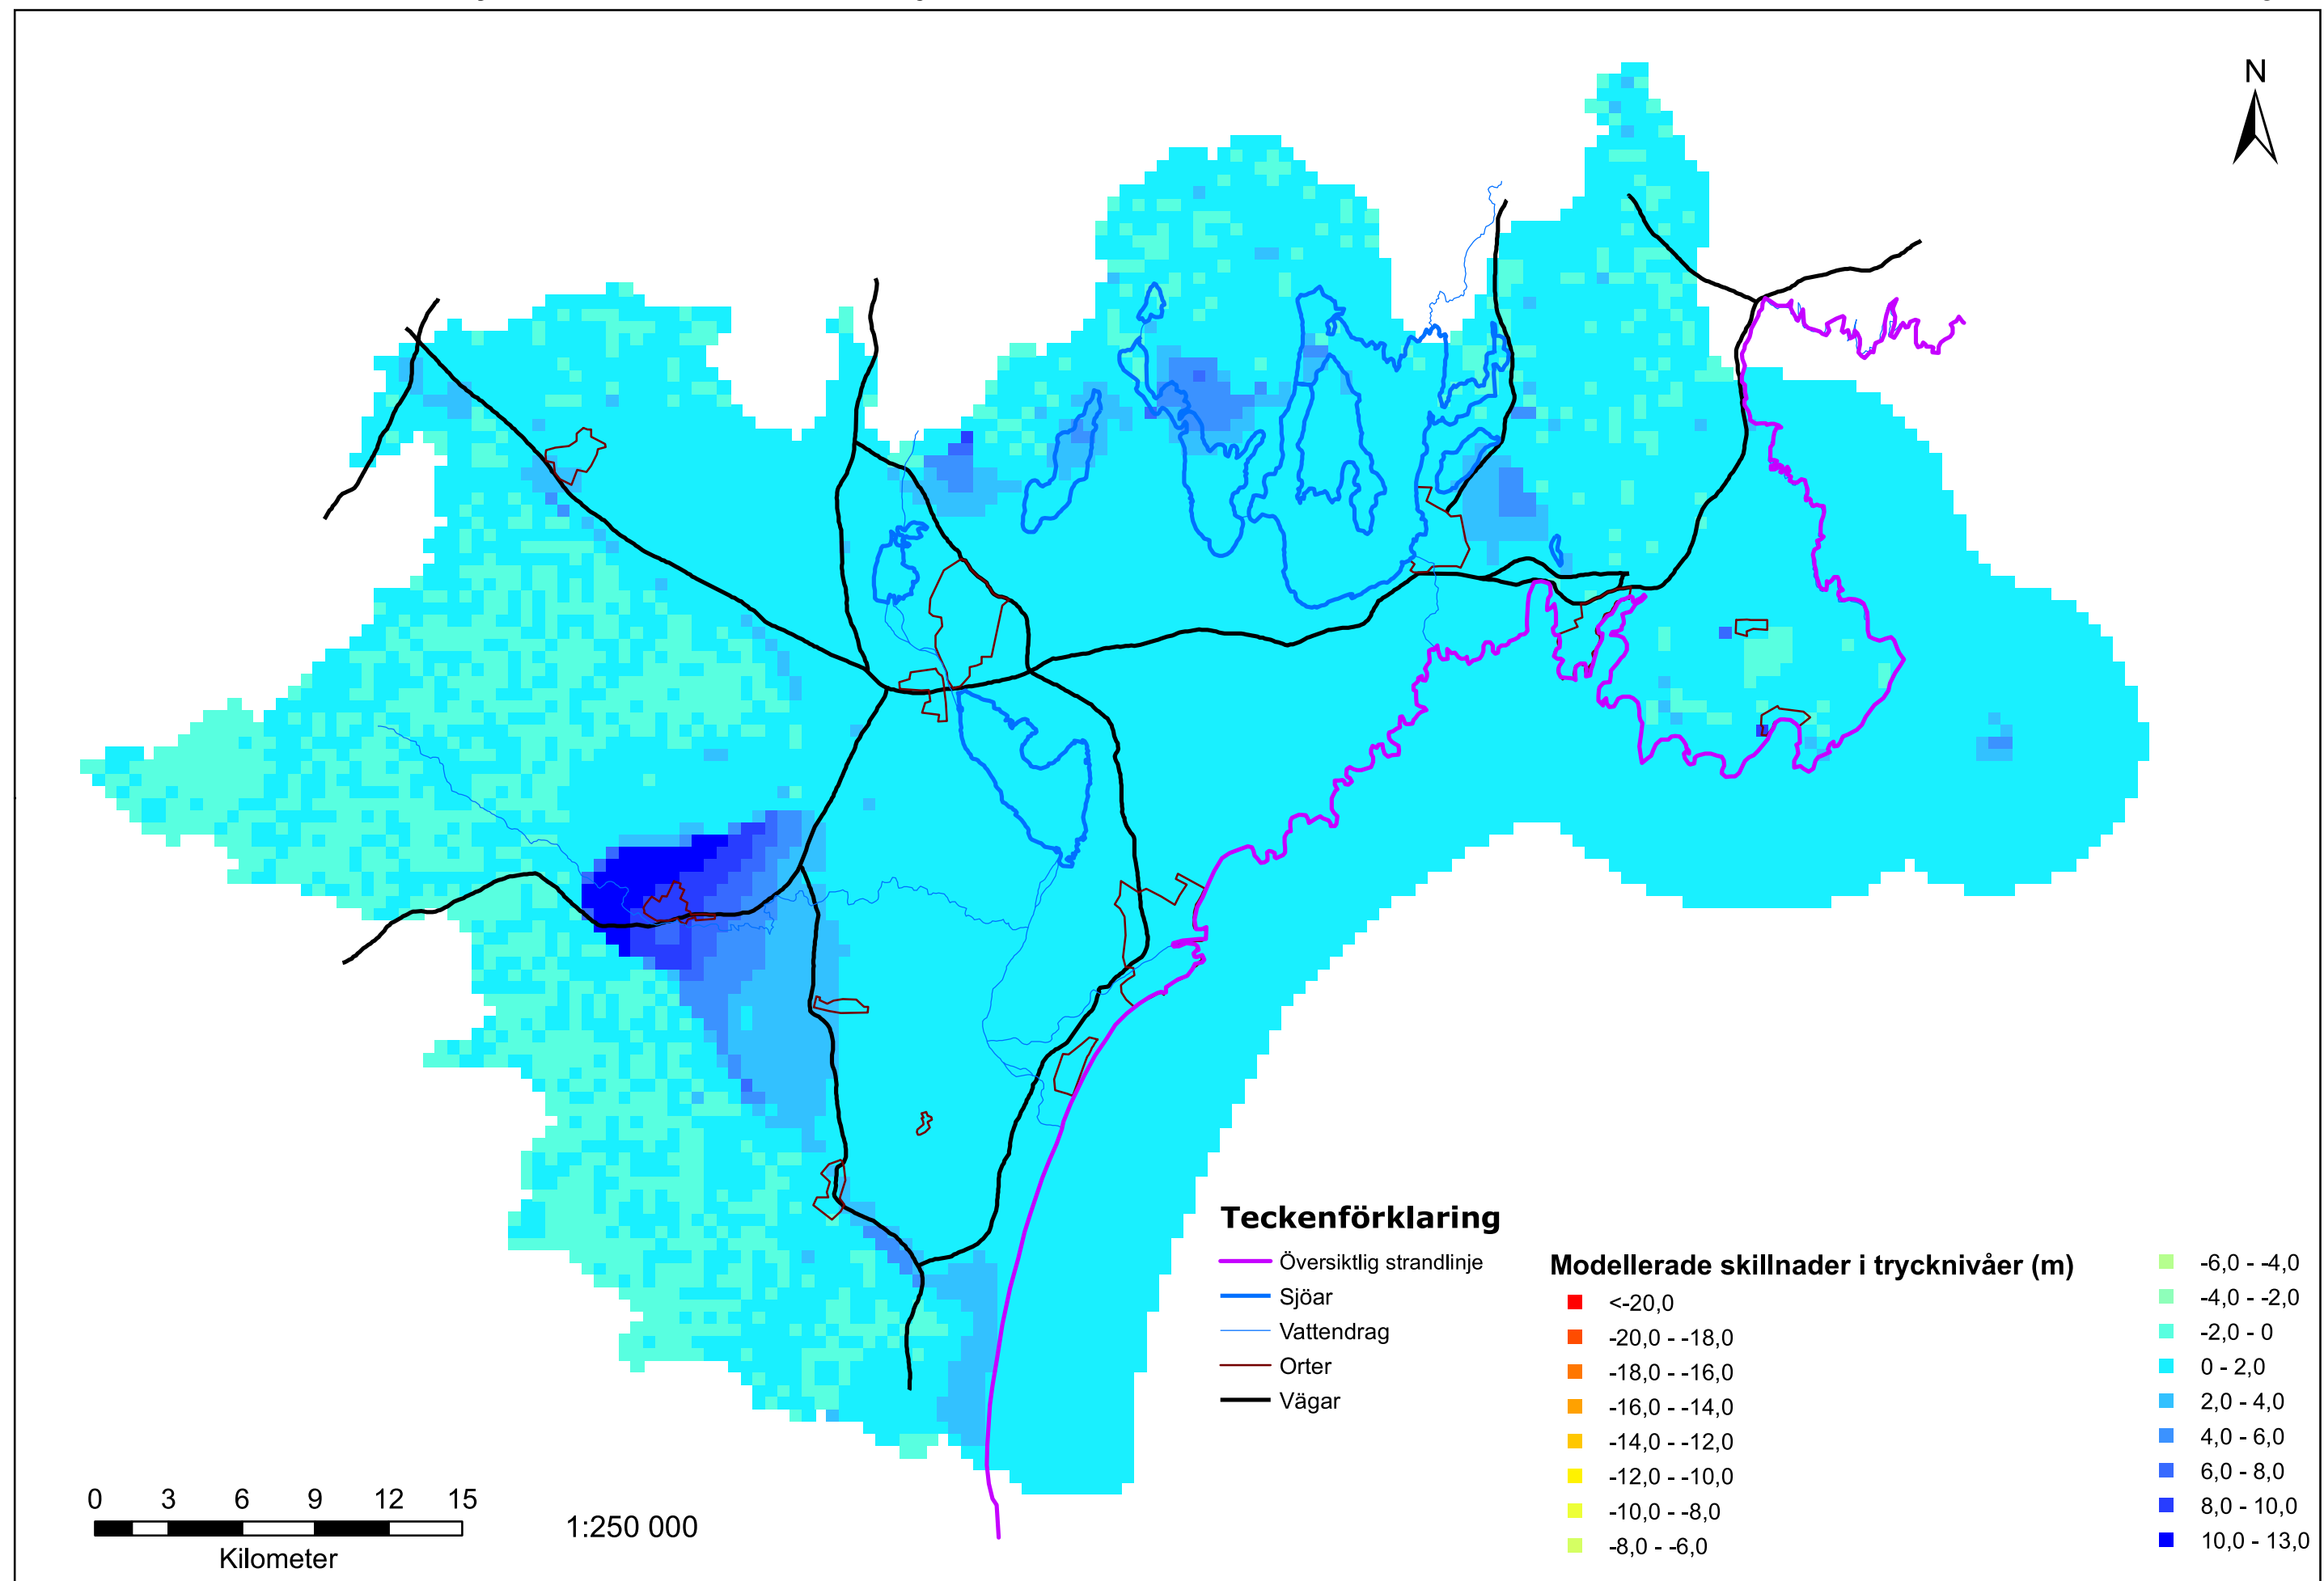 N
Teckenförklaring
Översiktlig strandlinje
Sjöar
Vattendrag
Orter
Vägar
Modellerade skillnader i trycknivåer (m)
<-20,0
-20,0 - -18,0
-18,0 - -16,0
-16,0 - -14,0
-14,0 - -12,0
-12,0 - -10,0
-10,0 - -8,0
-8,0 - -6,0
-6,0 - -4,0
-4,0 - -2,0
-2,0 - 0
0 - 2,0
2,0 - 4,0
4,0 - 6,0
6,0 - 8,0
8,0 - 10,0
10,0 - 13,0
0 3 6 9 12 15
Kilometer
1:250 000